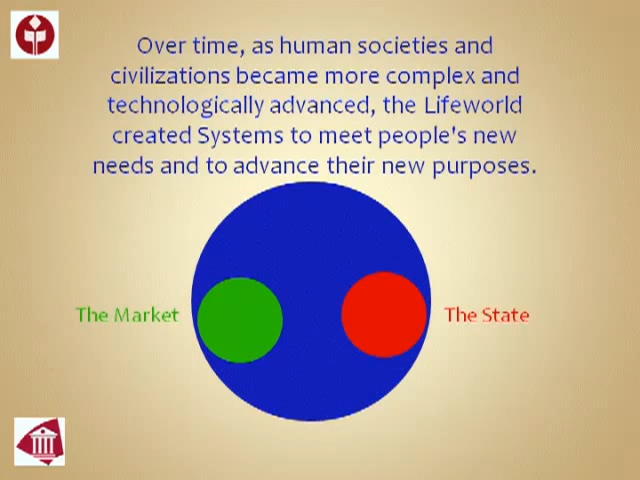 Over time, as human societies and
civilizations became more complex and
technologically advanced, the Lifeworld
created Systems to meet people's new
needs and to advance their new purposes.
The Market
The State